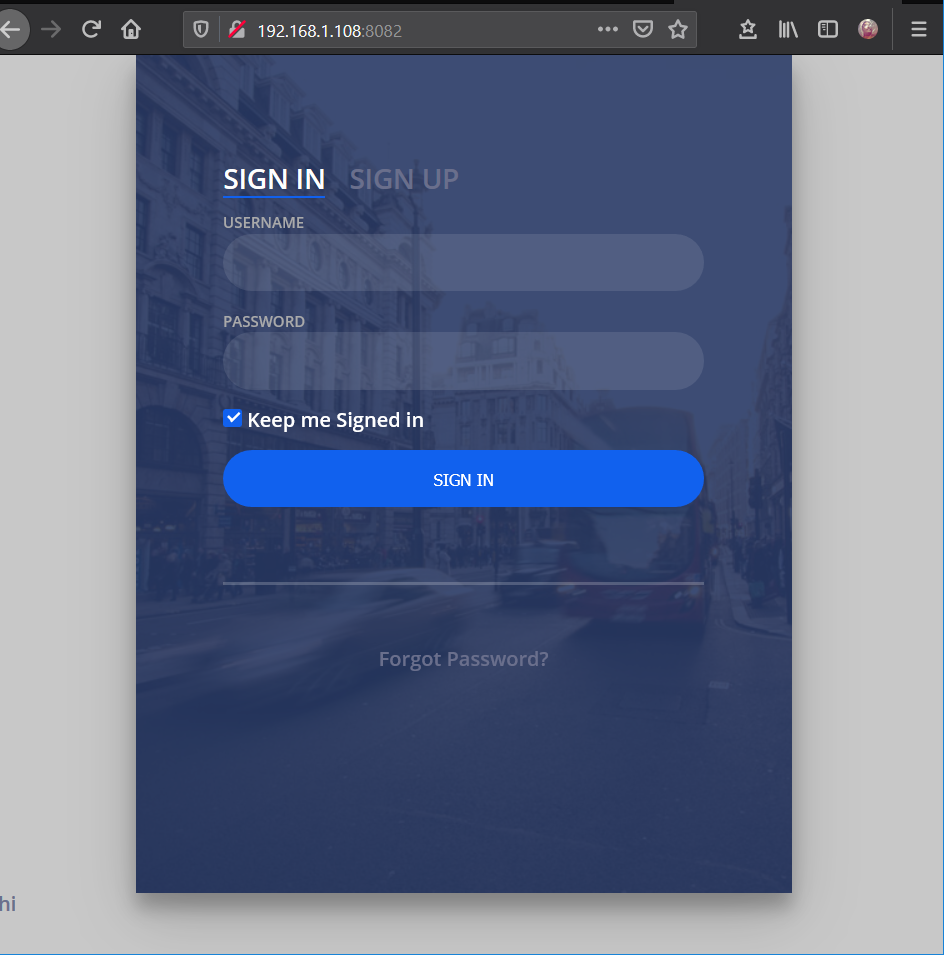 192.168.1.108:8082
SIGN IN SIGN UP
USERNAME
PASSWORD
Keep me Signed in
SIGN IN
Forgot Password?
hi